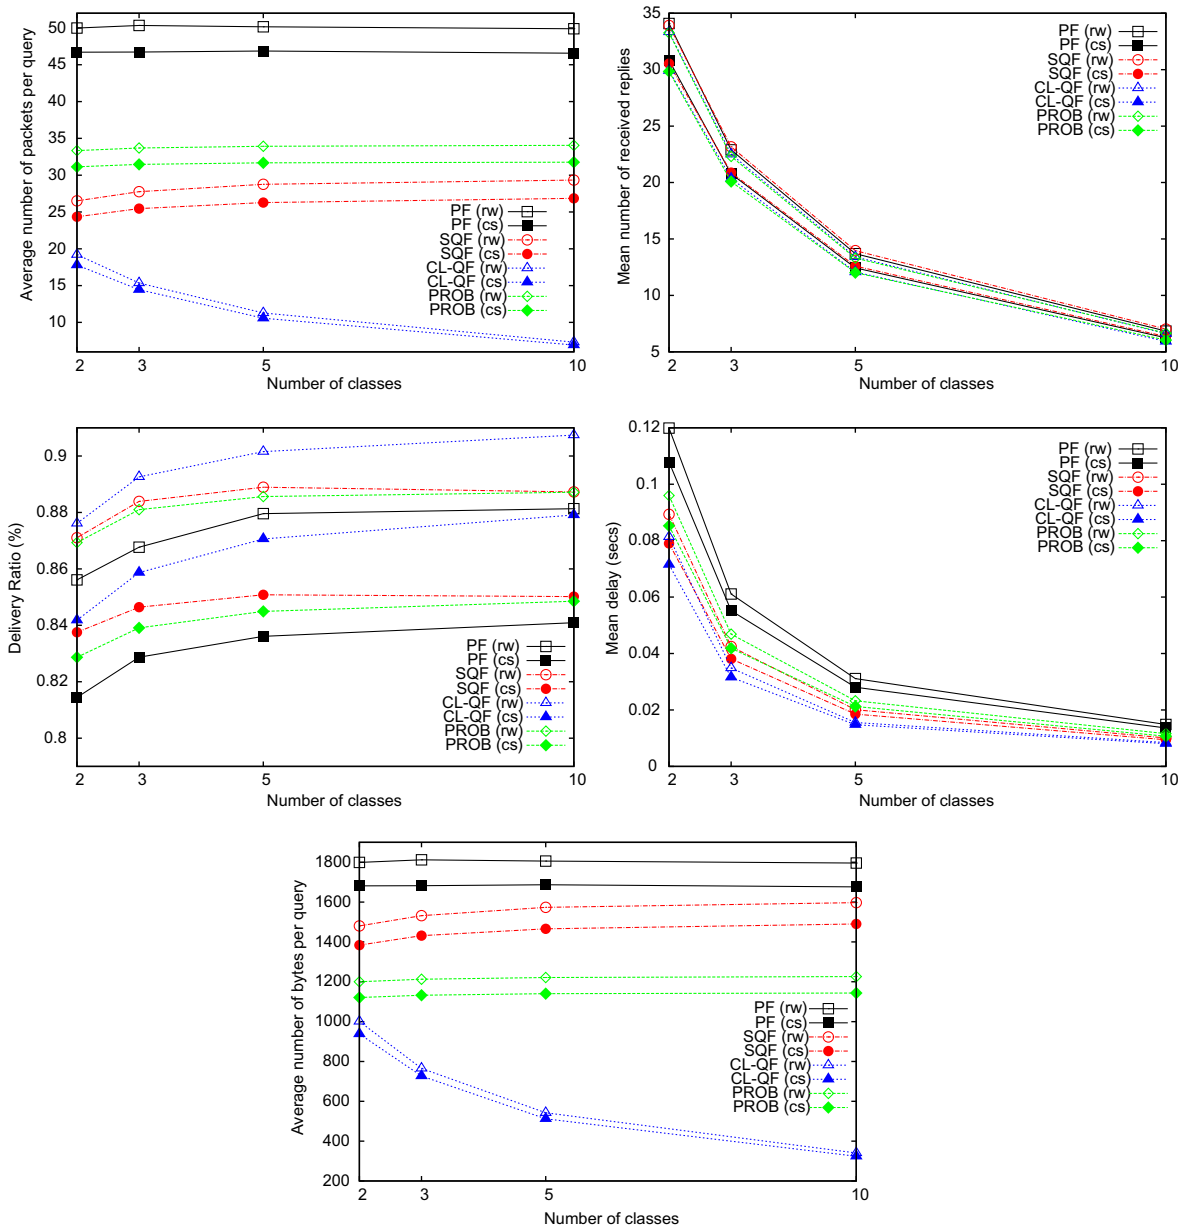 Average number of packets per query
50
45
40
35
30
25
20
15
10
2 3 5 10
Number of classes
PF (rw)
PF (cs)
SQF (rw)
SQF (cs)
CL-QF (rw)
CL-QF (cs)
PROB (rw)
PROB (cs)
Mean number of received replies
35
30
25
20
15
10
5
2 3 5 10
Number of classes
PF (rw)
PF (cs)
SQF (rw)
SQF (cs)
CL-QF (rw)
CL-QF (cs)
PROB (rw)
PROB (cs)
Delivery Ratio (%)
0.9
0.88
0.86
0.84
0.82
0.8
2 3 5 10
Number of classes
PF (rw)
PF (cs)
SQF (rw)
SQF (cs)
CL-QF (rw)
CL-QF (cs)
PROB (rw)
PROB (cs)
Mean delay (secs)
0.12
0.1
0.08
0.06
0.04
0.02
0
2 3 5 10
Number of classes
PF (rw)
PF (cs)
SQF (rw)
SQF (cs)
CL-QF (rw)
CL-QF (cs)
PROB (rw)
PROB (cs)
Average number of bytes per query
1800
1600
1400
1200
1000
800
600
400
200
2 3 5 10
Number of classes
PF (rw)
PF (cs)
SQF (rw)
SQF (cs)
CL-QF (rw)
CL-QF (cs)
PROB (rw)
PROB (cs)